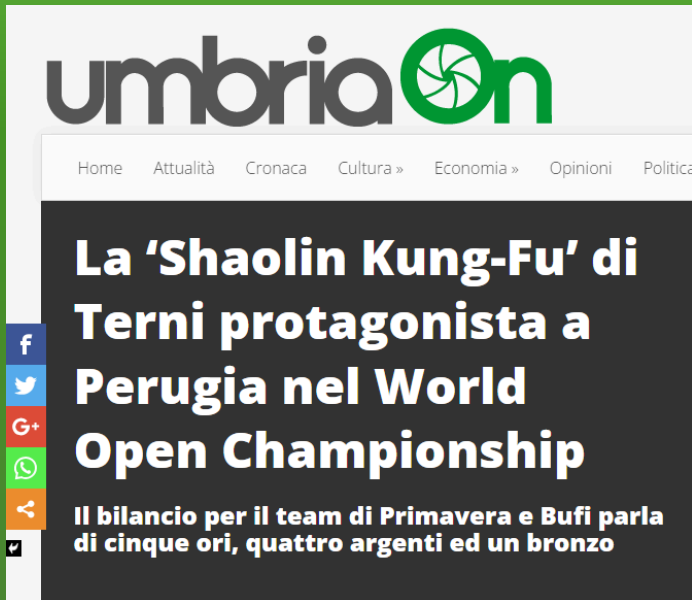 umbriaOn
Home Attualità Cronaca Cultura » Economia » Opinioni Politica
La ‘Shaolin Kung-Fu’ di
Terni protagonista a
Perugia nel World
Open Championship
Il bilancio per il team di Primavera e Bufi parla
di cinque ori, quattro argenti ed un bronzo
f
G+